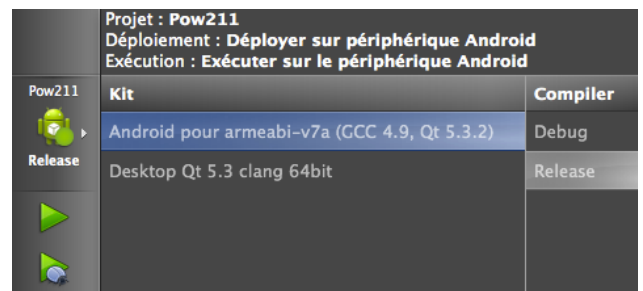 Projet : Pow211
Déploiement : Déployer sur périphérique Android
Exécution : Exécuter sur le périphérique Android
Pow211
Release
Kit
Compiler
Android pour armeabi-v7a (GCC 4.9, Qt 5.3.2)
Debug
Desktop Qt 5.3 clang 64bit
Release